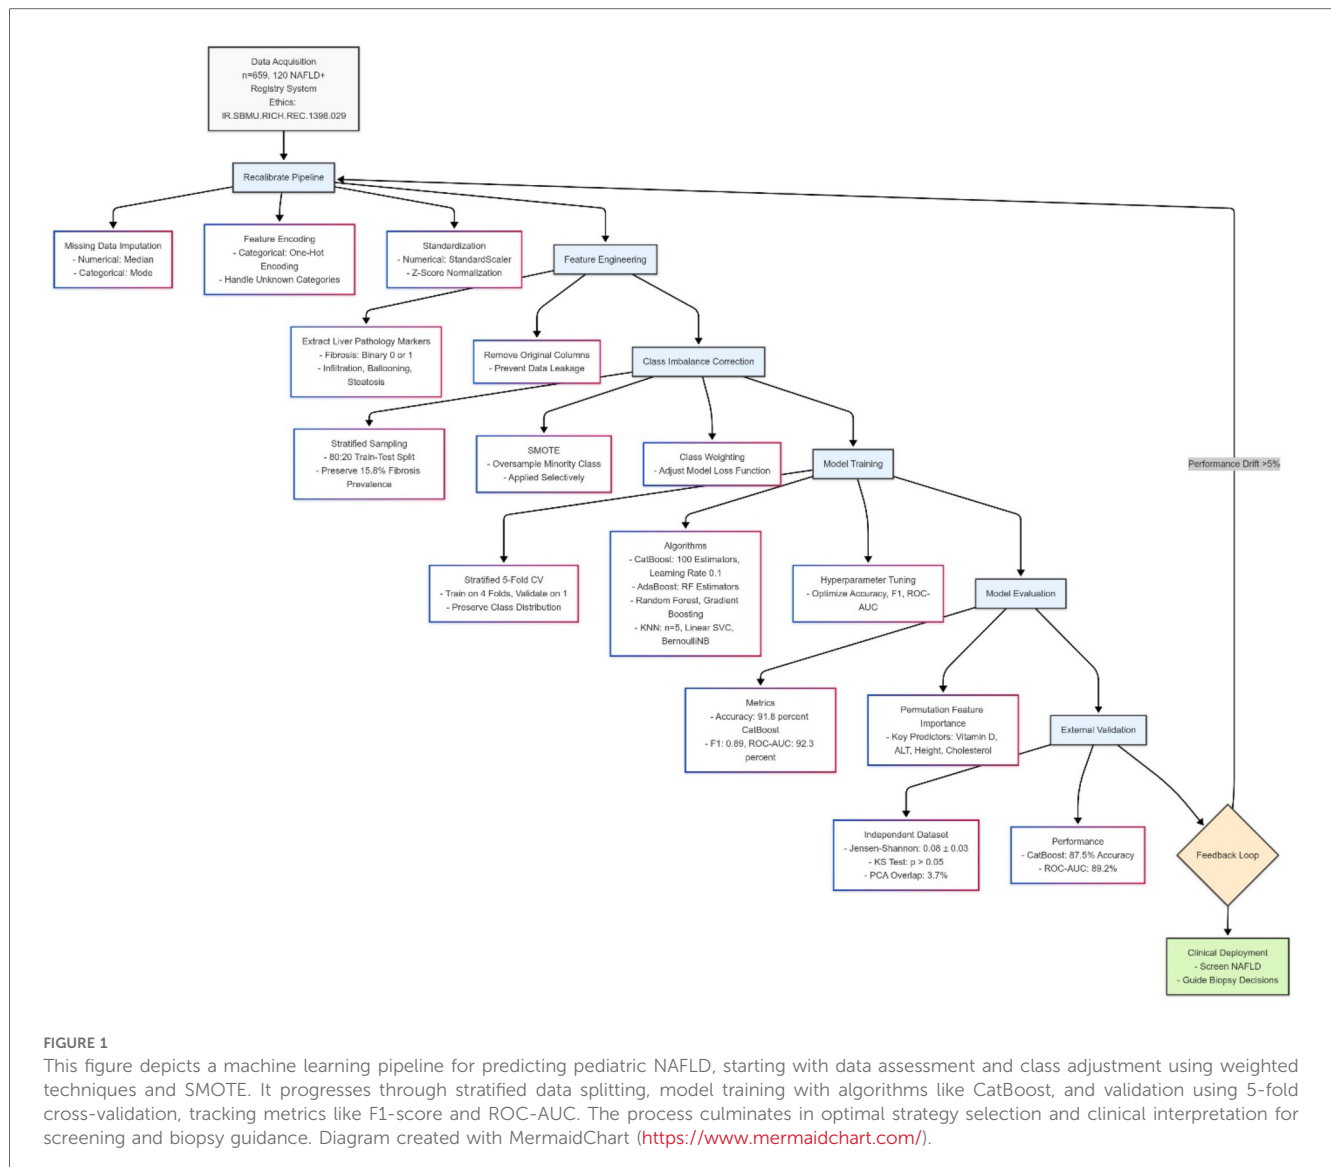 Data Acquisition
n=659, 120 NAFLD+
Registry System
Ethics:
IR.SBMU.RICH.REC.1398.029
Recalibrate Pipeline
Missing Data Imputation
- Numerical: Median
- Categorical: Mode
Feature Encoding
- Categorical: One-Hot
Encoding
- Handle Unknown Categories
Standardization
- Numerical: StandardScaler
- Z-Score Normalization
Feature Engineering
Extract Liver Pathology Markers
- Fibrosis: Binary 0 or 1
- Infiltration, Ballooning,
Steatosis
Remove Original Columns
- Prevent Data Leakage
Class Imbalance Correction
Stratified Sampling
- 80:20 Train-Test Split
- Preserve 15.8% Fibrosis
Prevalence
SMOTE
- Oversample Minority Class
- Applied Selectively
Class Weighting
- Adjust Model Loss Function
Model Training
Performance Drift >5%
Stratified 5-Fold CV
- Train on 4 Folds, Validate on 1
- Preserve Class Distribution
Algorithms
- CatBoost: 100 Estimators,
Learning Rate 0.1
- AdaBoost: RF Estimators
- Random Forest, Gradient
Boosting
- KNN: n=5, Linear SVC,
BernoulliNB
Hyperparameter Tuning
- Optimize Accuracy, F1, ROC-
AUC
Model Evaluation
Metrics
- Accuracy: 91.8 percent
CatBoost
- F1: 0.89, ROC-AUC: 92.3
percent
Permutation Feature
Importance
- Key Predictors: Vitamin D,
ALT, Height, Cholesterol
External Validation
Independent Dataset
- Jensen-Shannon: 0.08 ± 0.03
- KS Test: p > 0.05
- PCA Overlap: 3.7%
Performance
- CatBoost: 87.5% Accuracy
- ROC-AUC: 89.2%
Feedback Loop
Clinical Deployment
- Screen NAFLD
- Guide Biopsy Decisions
FIGURE 1
This figure depicts a machine learning pipeline for predicting pediatric NAFLD, starting with data assessment and class adjustment using weighted
techniques and SMOTE. It progresses through stratified data splitting, model training with algorithms like CatBoost, and validation using 5-fold
cross-validation, tracking metrics like F1-score and ROC-AUC. The process culminates in optimal strategy selection and clinical interpretation for
screening and biopsy guidance. Diagram created with MermaidChart (https://www.mermaidchart.com/).